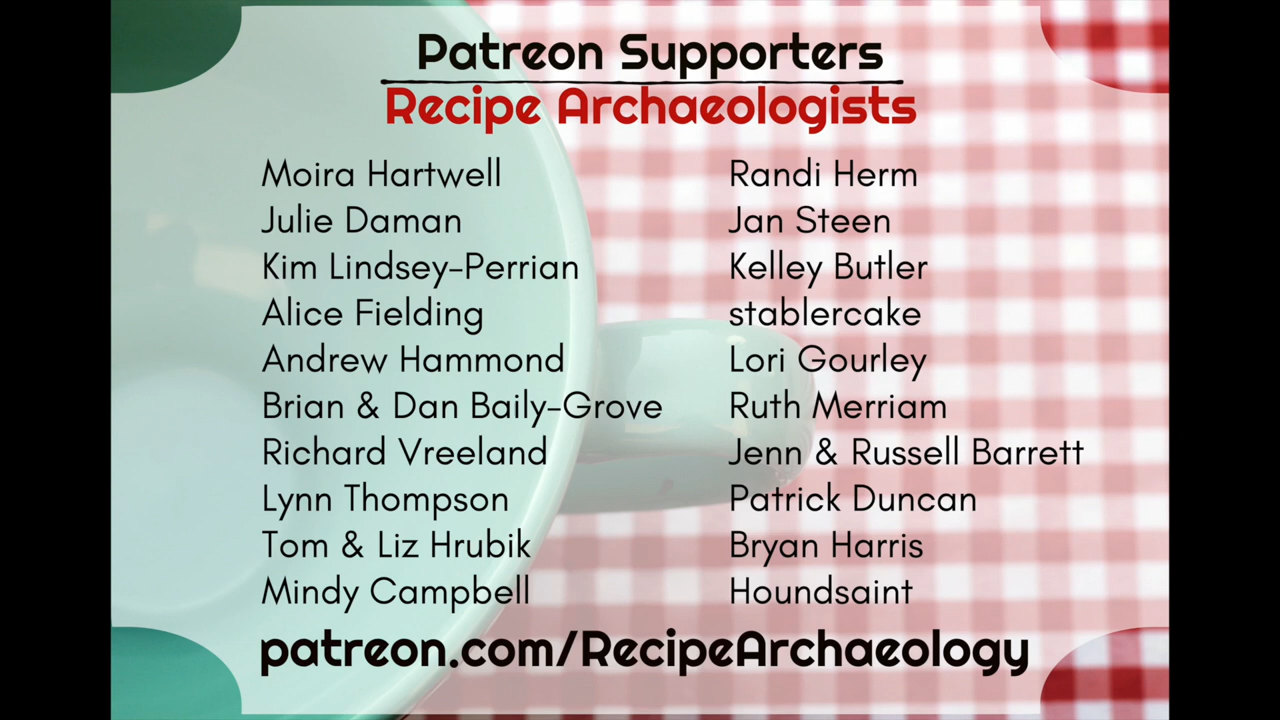 Patreon Supporters
Recipe Archaeologists
Moira Hartwell
Julie Daman
Kim Lindsey-Perrian
Alice Fielding
Andrew Hammond
Brian & Dan Baily-Grove
Richard Vreeland
Lynn Thompson
Tom & Liz Hrubik
Mindy Campbell
Randi Herm
Jan Steen
Kelley Butler
stablercake
Lori Gourley
Ruth Merriam
Jenn & Russell Barrett
Patrick Duncan
Bryan Harris
Houndsaint
patreon.com/RecipeArchaeology